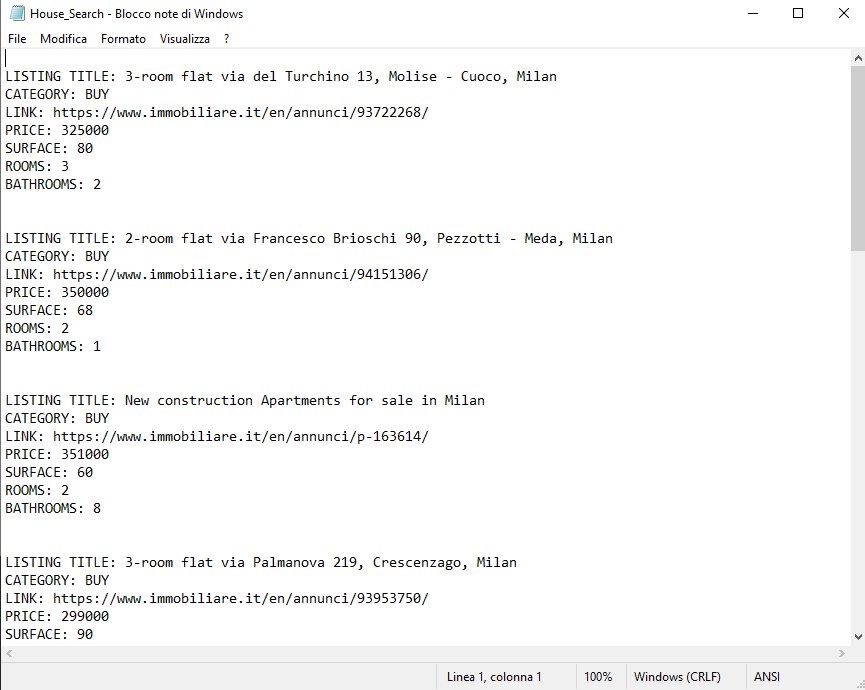 House_Search - Blocco note di Windows
File Modifica Formato Visualizza ?
LISTING TITLE: 3-room flat via del Turchino 13, Molise - Cuoco, Milan
CATEGORY: BUY
LINK: https://www.immobiliare.it/en/annunci/93722268/
PRICE: 325000
SURFACE: 80
ROOMS: 3
BATHROOMS: 2
LISTING TITLE: 2-room flat via Francesco Brioschi 90, Pezzotti - Meda, Milan
CATEGORY: BUY
LINK: https://www.immobiliare.it/en/annunci/94151306/
PRICE: 350000
SURFACE: 68
ROOMS: 2
BATHROOMS: 1
LISTING TITLE: New construction Apartments for sale in Milan
CATEGORY: BUY
LINK: https://www.immobiliare.it/en/annunci/p-163614/
PRICE: 351000
SURFACE: 60
ROOMS: 2
BATHROOMS: 8
LISTING TITLE: 3-room flat via Palmanova 219, Crescenzago, Milan
CATEGORY: BUY
LINK: https://www.immobiliare.it/en/annunci/93953750/
PRICE: 299000
SURFACE: 90
Linea 1, colonna 1 100% Windows (CRLF) ANSI